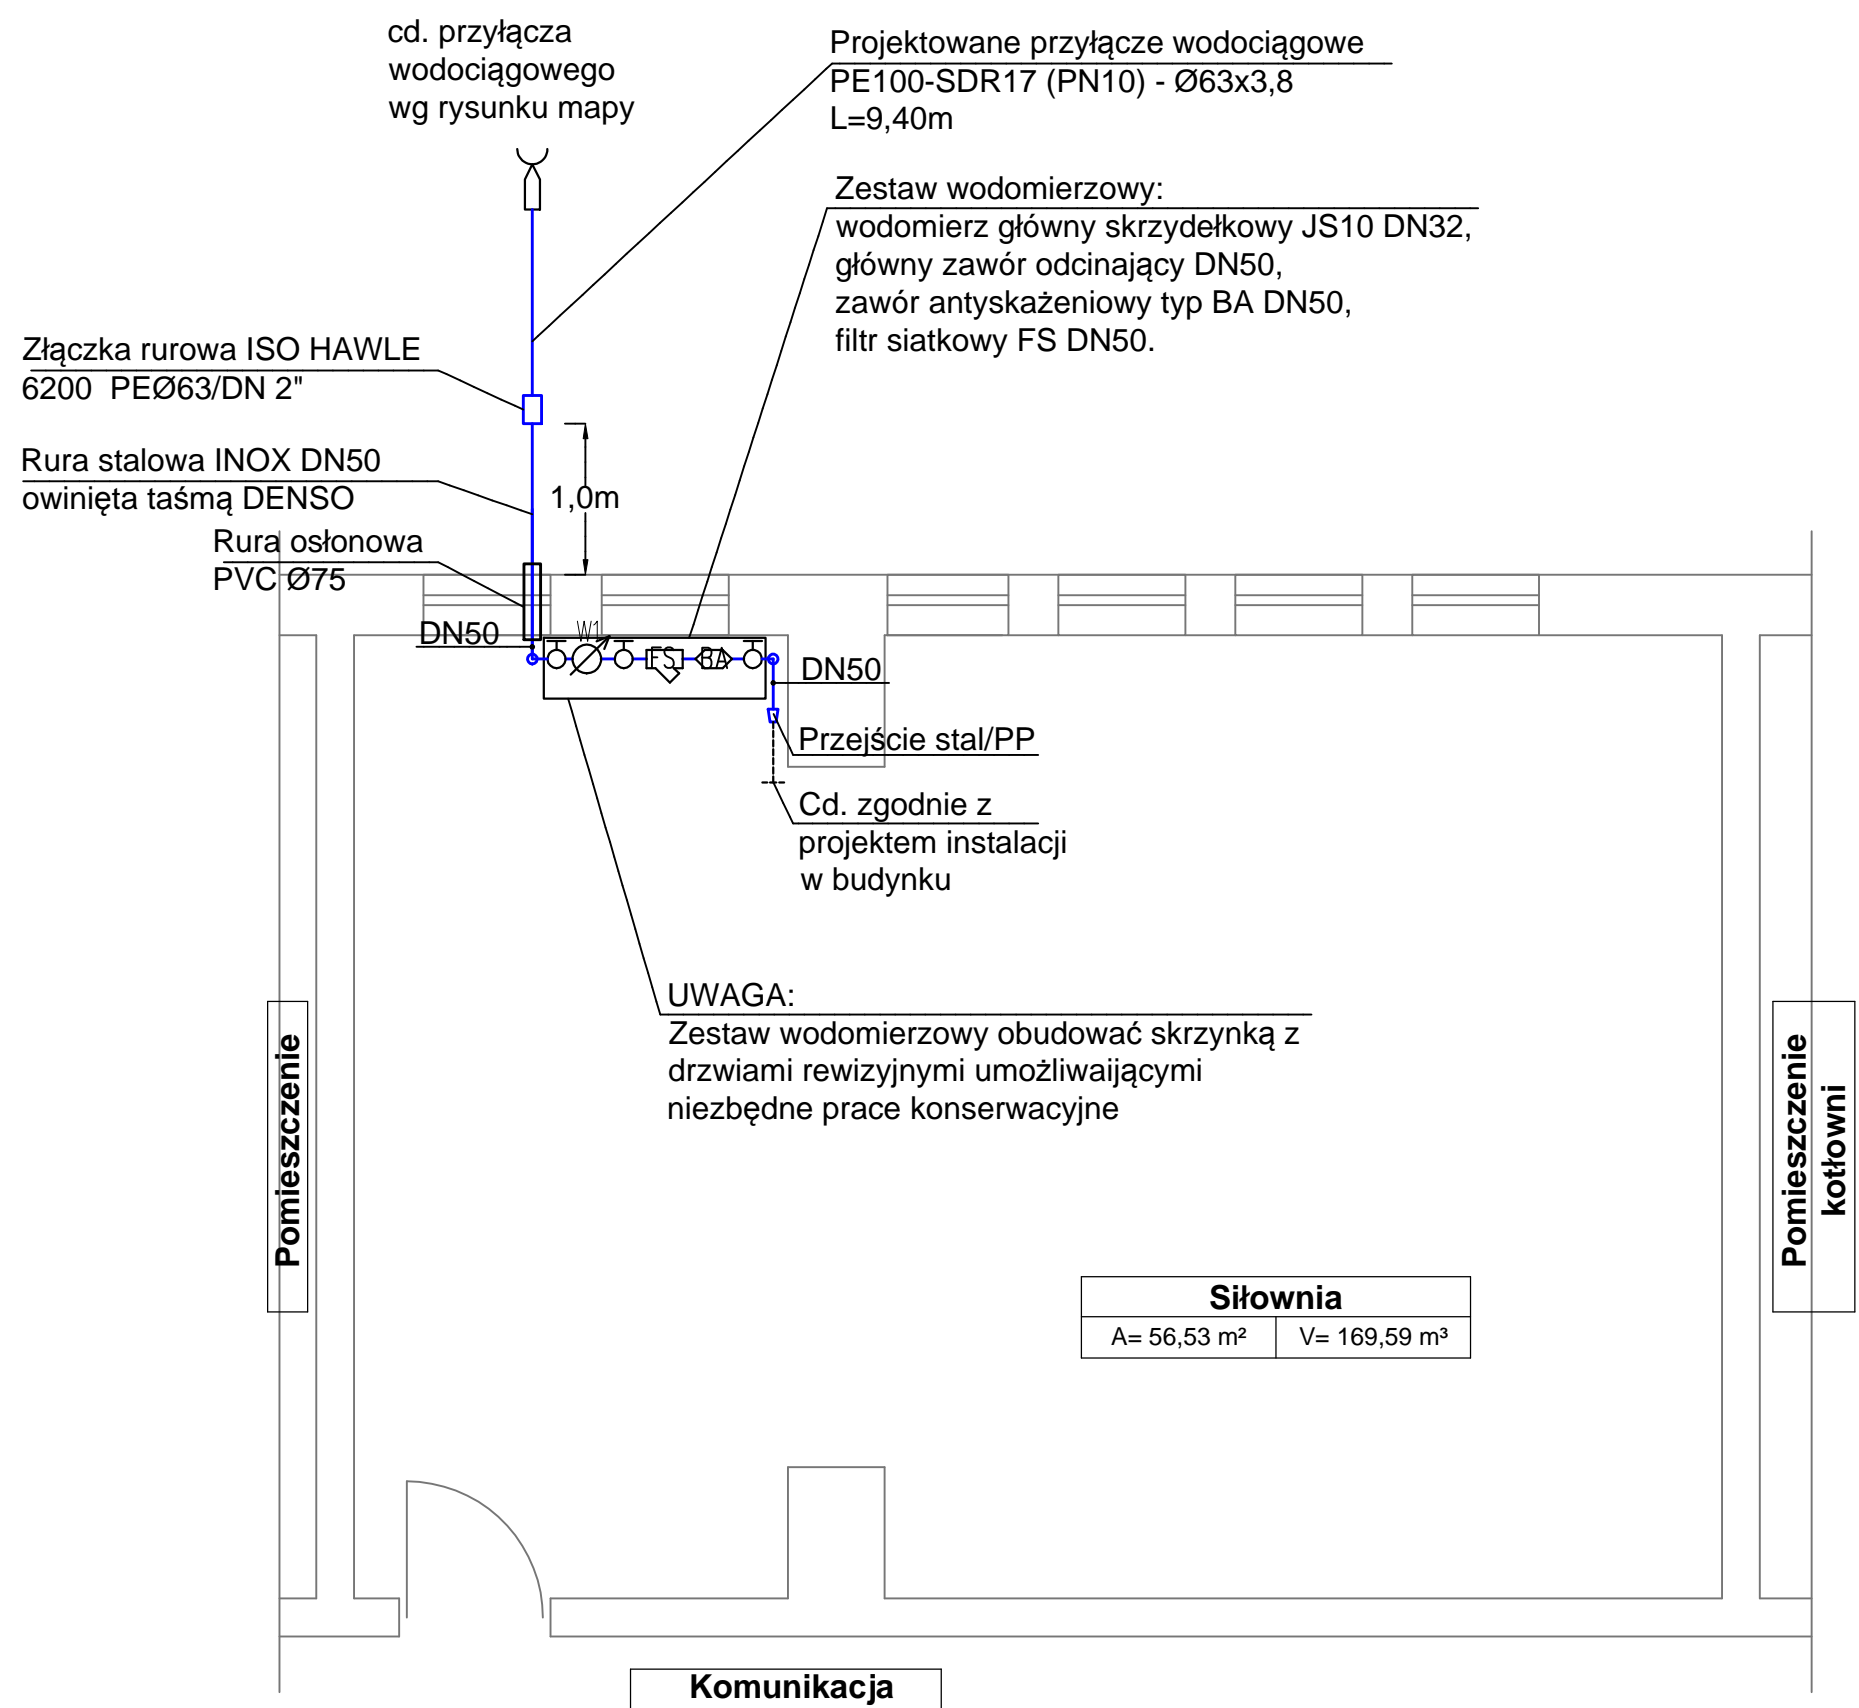 cd. przyłącza
wodociągowego
wg rysunku mapy
Projektowane przyłącze wodociągowe
PE100-SDR17 (PN10) - Ø63x3,8
L=9,40m
Zestaw wodomierzowy:
wodomierz główny skrzydełkowy JS10 DN32,
główny zawór odcinający DN50,
zawór antyskażeniowy typ BA DN50,
filtr siatkowy FS DN50.
Złączka rurowa ISO HAWLE
6200 PEØ63/DN 2"
Rura stalowa INOX DN50
owinięta taśmą DENSO
1,0m
Rura osłonowa
PVC Ø75
DN50
W1
FS
BA
DN50
Przejście stal/PP
Cd. zgodnie z
projektem instalacji
w budynku
UWAGA:
Zestaw wodomierzowy obudować skrzynką z
drzwiami rewizyjnymi umożliwaijącymi
niezbędne prace konserwacyjne
Pomieszczenie
Pomieszczenie
kotłowni
Siłownia
A= 56,53 m²
V= 169,59 m³
Komunikacja